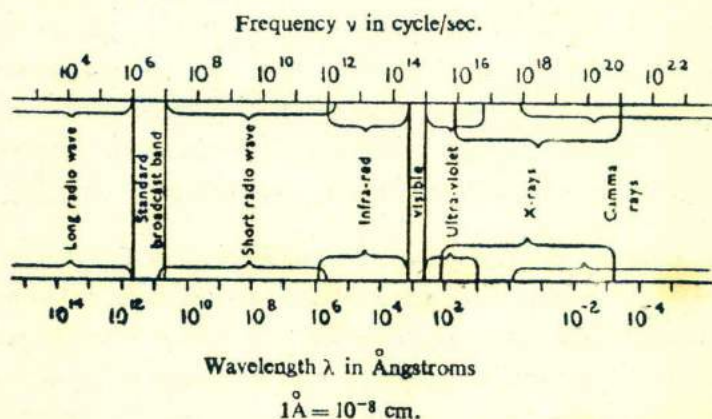 Frequency ν in cycle/sec.
10⁴ 10⁶ 10⁸ 10¹⁰ 10¹² 10¹⁴ 10¹⁶ 10¹⁸ 10²⁰ 10²²
Long radio wave
Standard
broadcast band
Short radio wave
Infra-red
visible
Ultra-violet
X-rays
Camma
rays
10¹⁴ 10¹² 10¹⁰ 10⁸ 10⁶ 10⁴ 10² 10⁻² 10⁻⁴
Wavelength λ in Ångstroms
1Å = 10⁻⁸ cm.